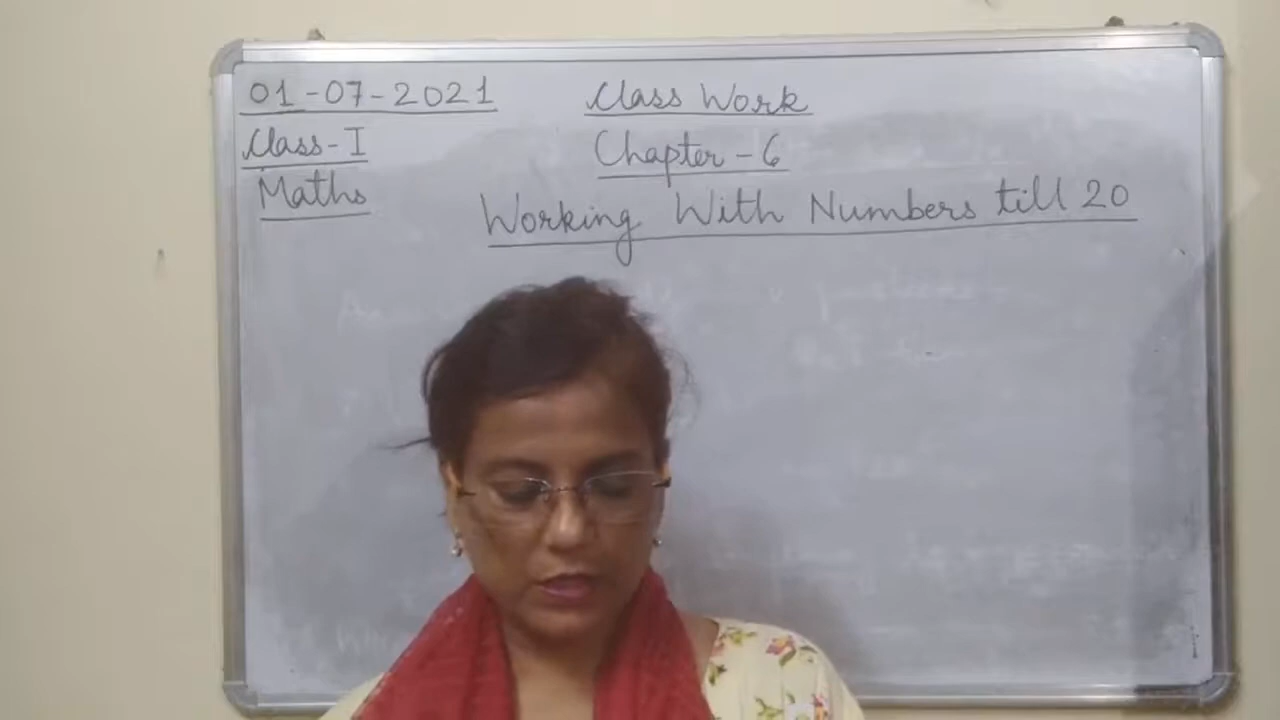 01-07-2021
Class Work
Class-I
Chapter-6
Maths
Working With Numbers till 20